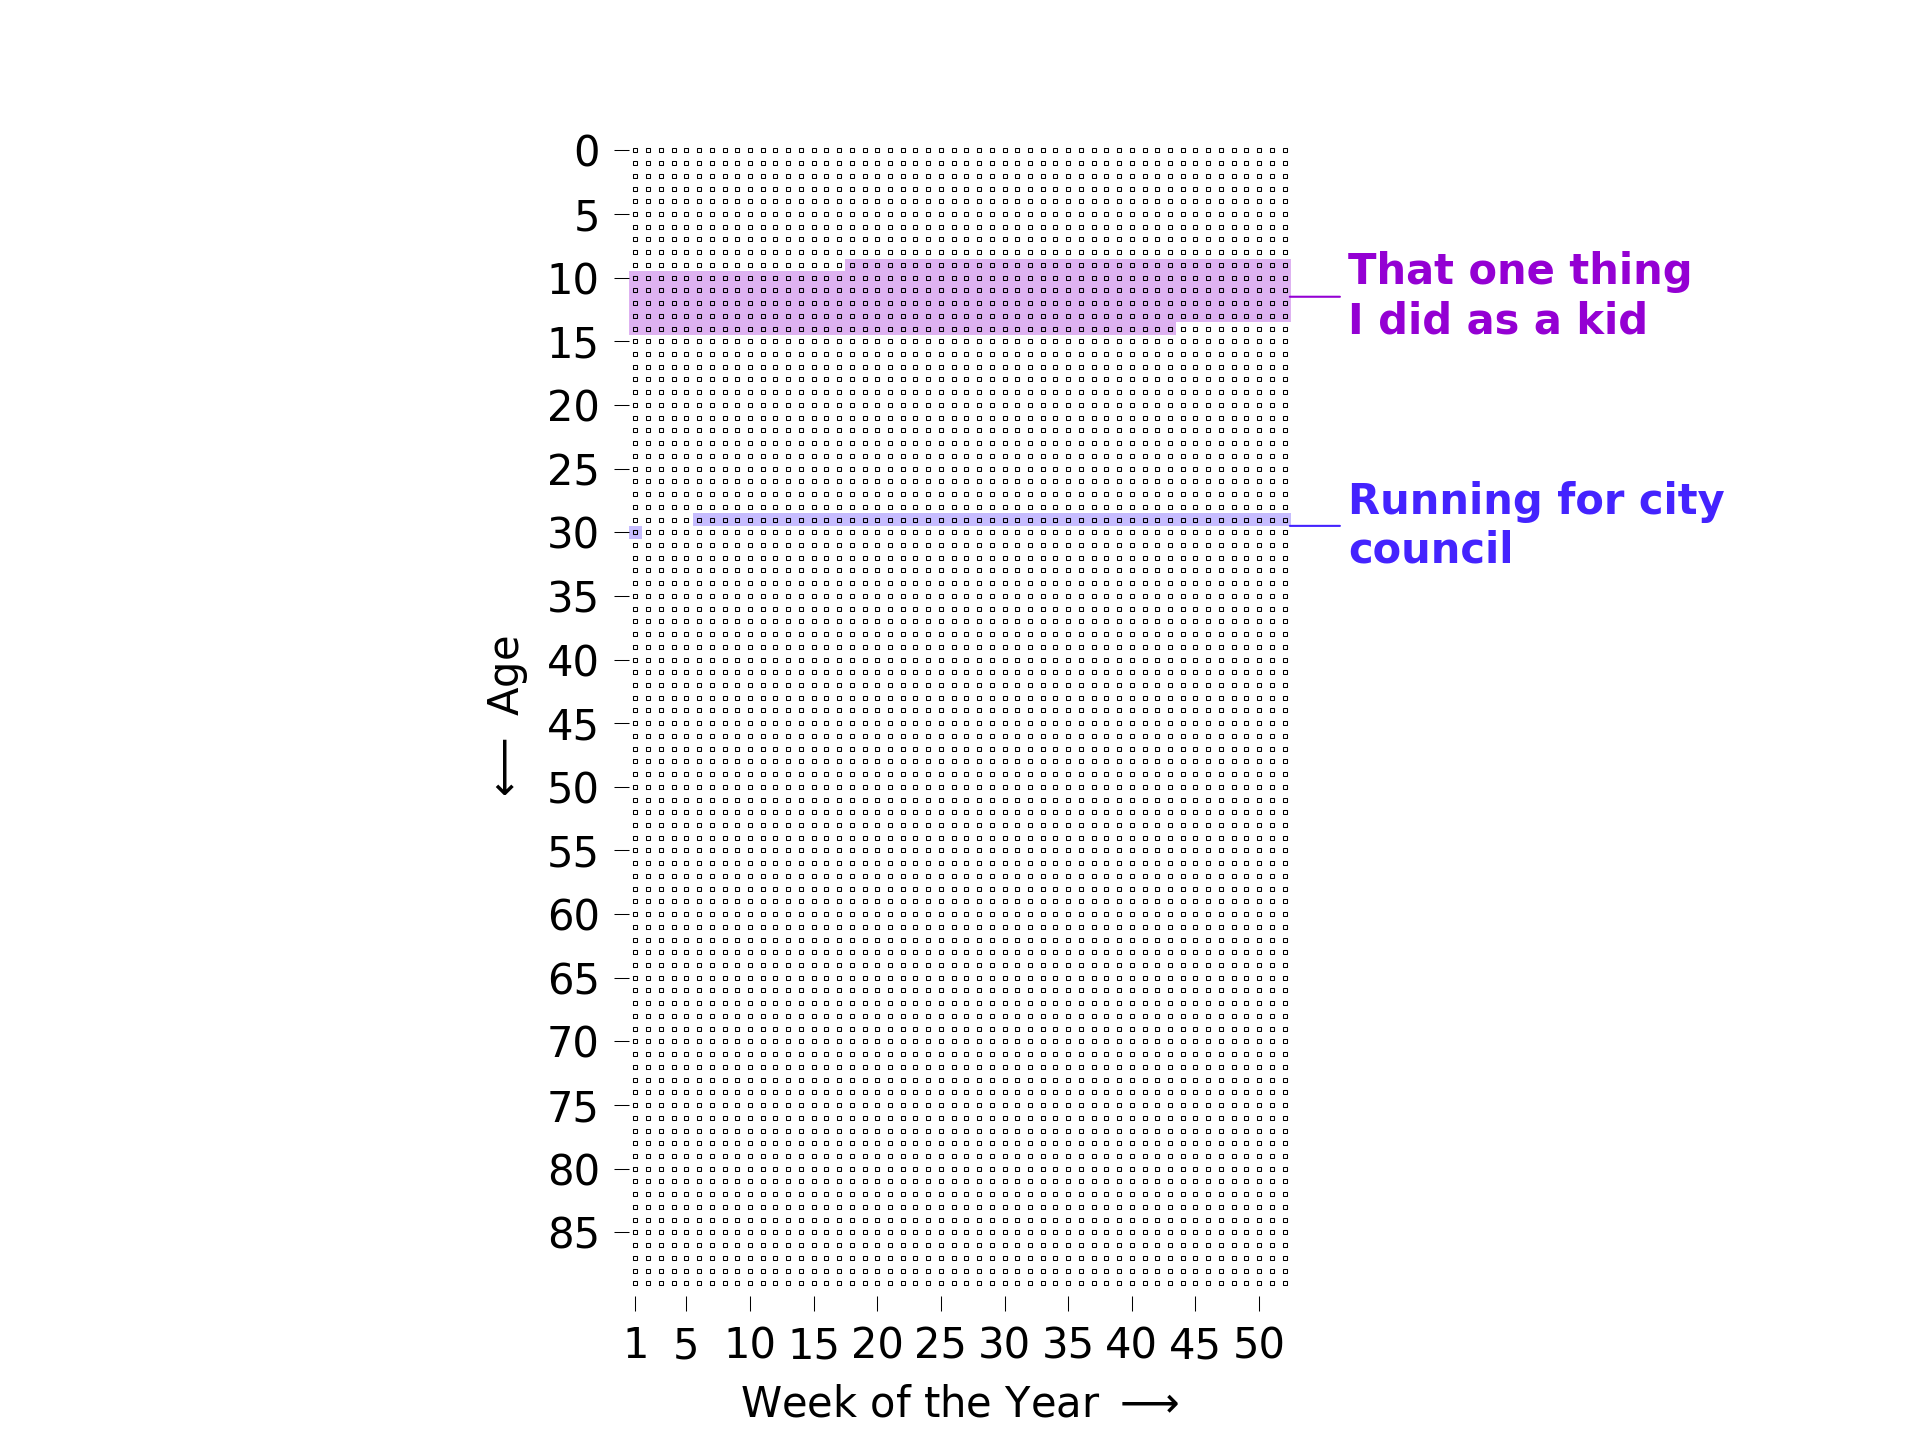 0
5
10
15
20
25
30
35
40
45
50
55
60
65
70
75
80
85
← Age
1 5 10 15 20 25 30 35 40 45 50
Week of the Year →
That one thing
I did as a kid
Running for city
council